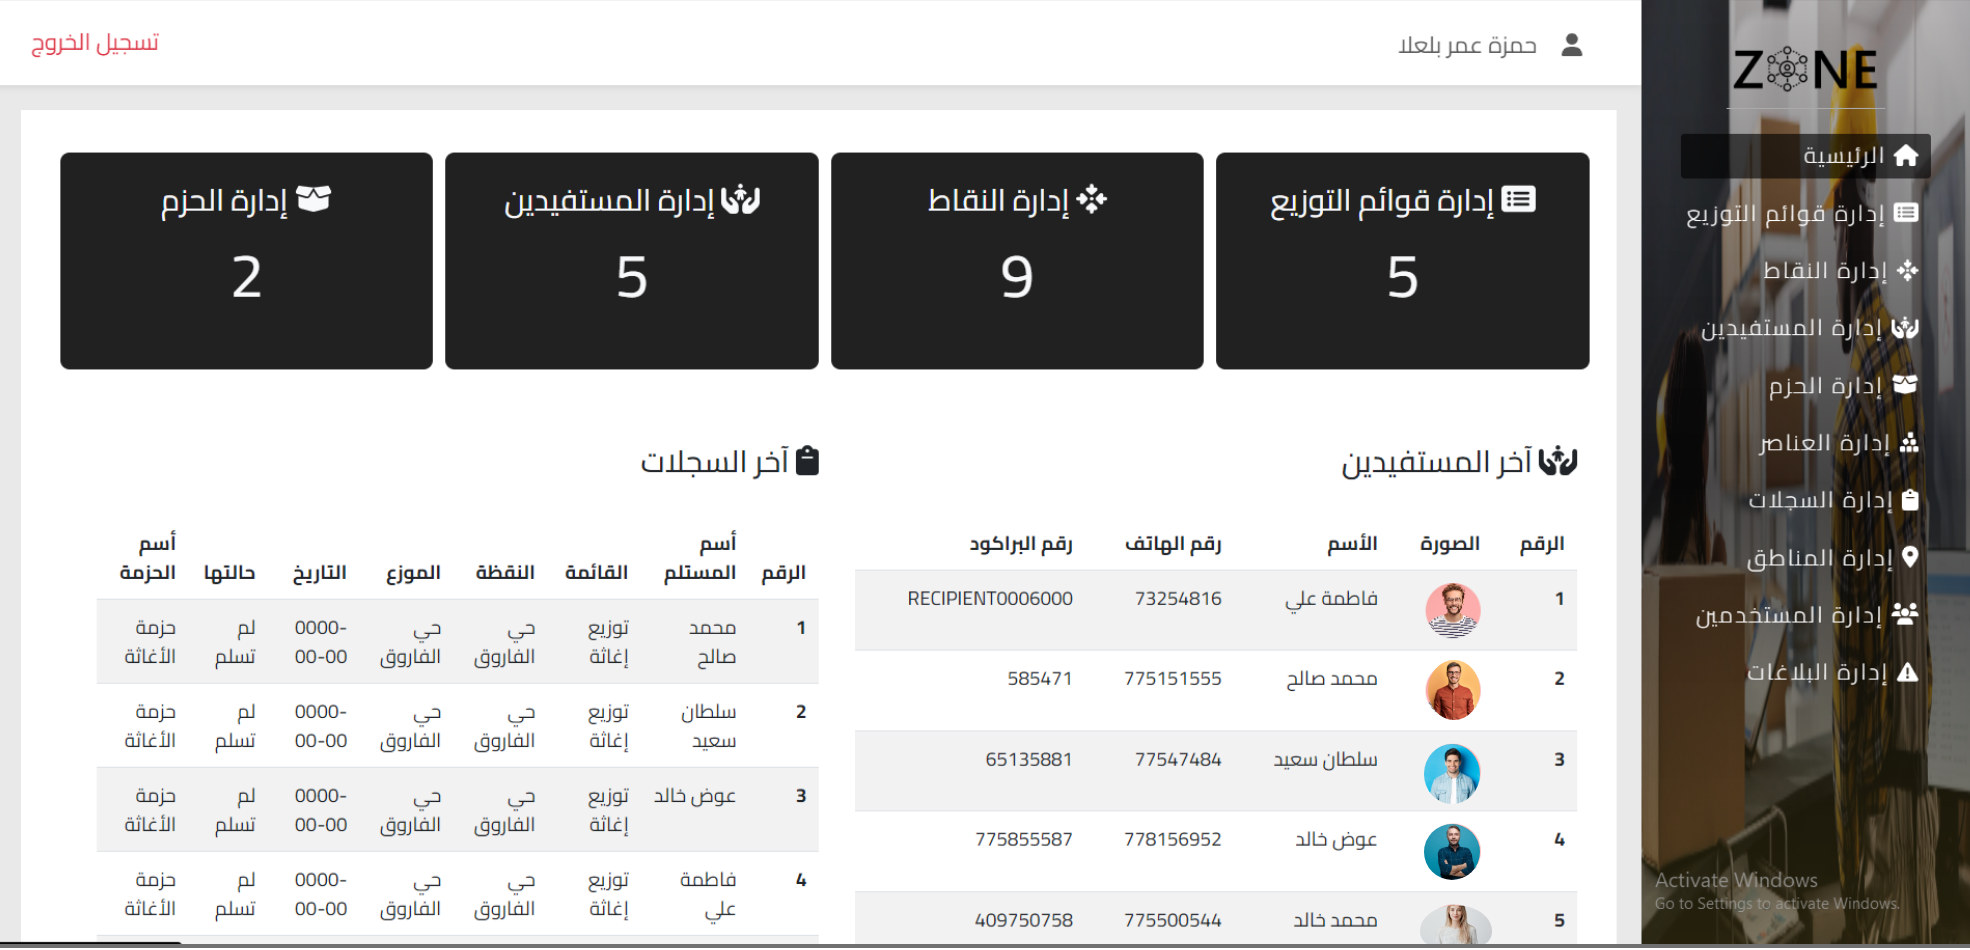 ZONE
الرئيسية
إدارة قوائم التوزيع
إدارة النقاط
إدارة المستفيدين
إدارة الحزم
إدارة العناصر
إدارة السجلات
إدارة المناطق
إدارة المستخدمين
إدارة البلاغات
حمزة عمر بلعلا
تسجيل الخروج
إدارة قوائم التوزيع
5
إدارة النقاط
9
إدارة المستفيدين
5
إدارة الحزم
2
آخر المستفيدين
الرقم الصورة الأسم رقم الهاتف رقم البراكود
1 فاطمة علي 73254816 RECIPIENT0006000
2 محمد صالح 775151555 585471
3 سلطان سعيد 77547484 65135881
4 عوض خالد 778156952 775855587
5 محمد خالد 775500544 409750758
آخر السجلات
أسم أسم
الرقم المستلم القائمة النقظة الموزع التاريخ حالتها الحزمة
1 محمد توزيع حي حي 0000- لم حزمة
صالح إغاثة الفاروق الفاروق 00-00 تسلم الأغاثة
2 سلطان توزيع حي حي 0000- لم حزمة
سعيد إغاثة الفاروق الفاروق 00-00 تسلم الأغاثة
3 عوض خالد توزيع حي حي 0000- لم حزمة
إغاثة الفاروق الفاروق 00-00 تسلم الأغاثة
4 فاطمة توزيع حي حي 0000- لم حزمة
علي إغاثة الفاروق الفاروق 00-00 تسلم الأغاثة
Activate Windows
Go to Settings to activate Windows.